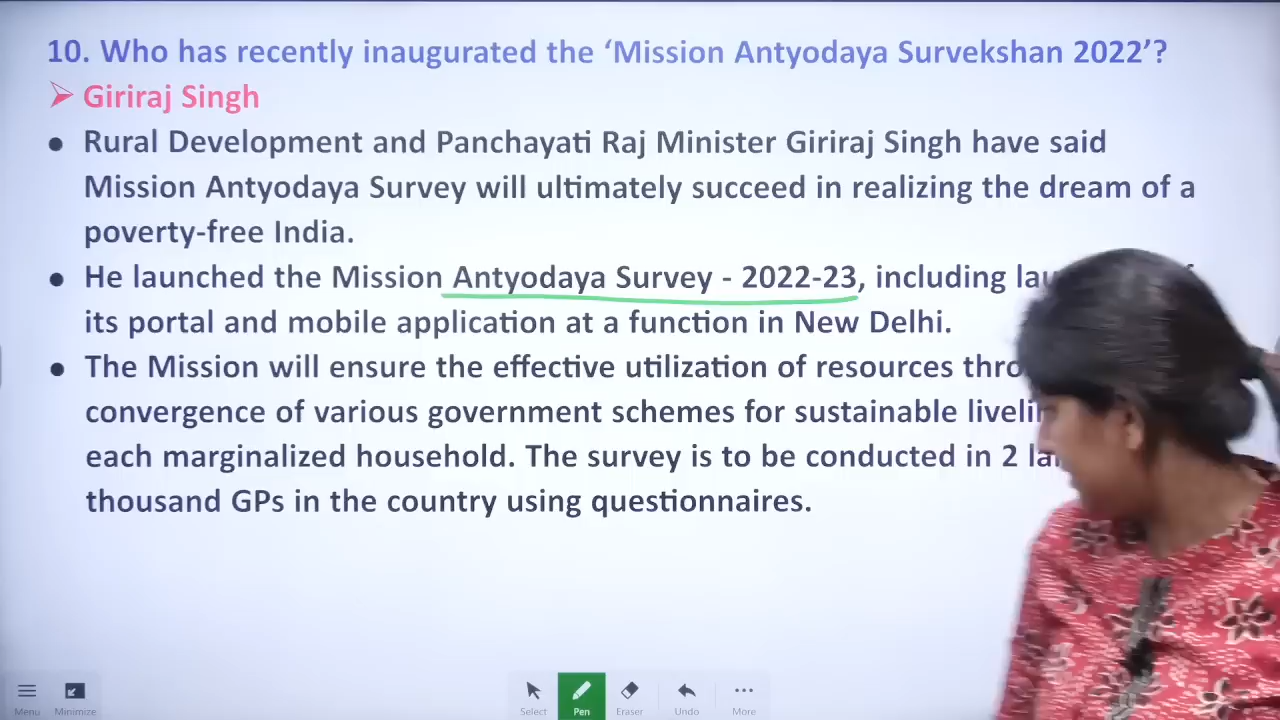 10. Who has recently inaugurated the ‘Mission Antyodaya Survekshan 2022’?
➢ Giriraj Singh
• Rural Development and Panchayati Raj Minister Giriraj Singh have said
Mission Antyodaya Survey will ultimately succeed in realizing the dream of a
poverty-free India.
• He launched the Mission Antyodaya Survey - 2022-23, including
its portal and mobile application at a function in New Delhi.
• The Mission will ensure the effective utilization of resources
convergence of various government schemes for sustainable
each marginalized household. The survey is to be conducted in 2
thousand GPs in the country using questionnaires.
Menu Minimize Select Pen Eraser Undo More